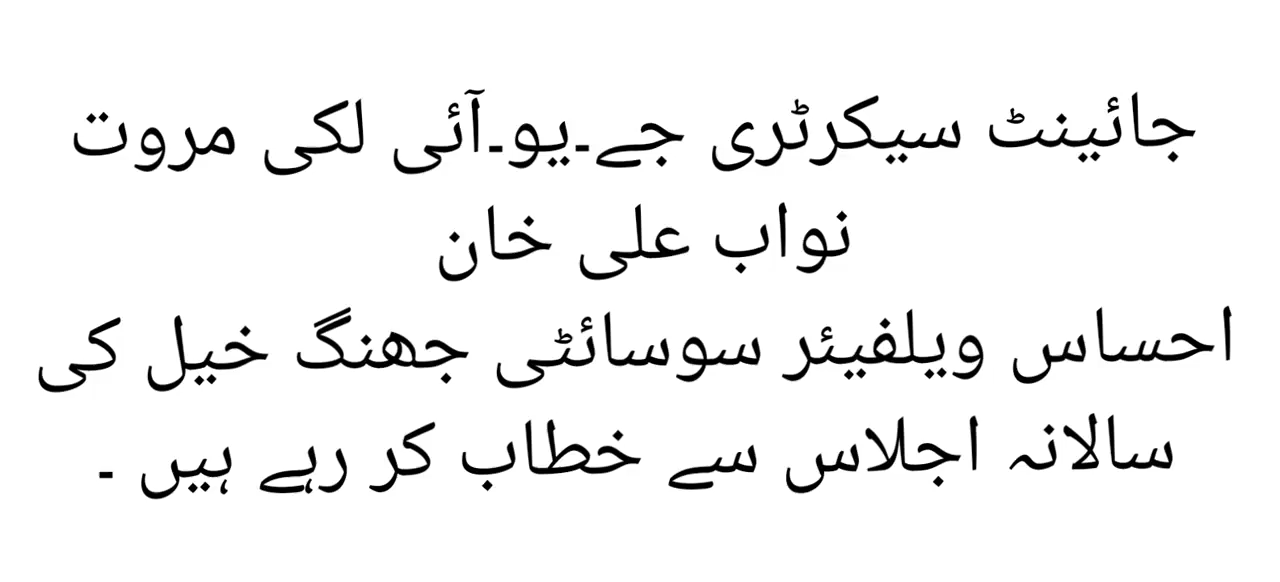 جائینٹ سیکرٹری جے۔یو۔آئی لکی مروت
نواب علی خان
احساس ویلفیئر سوسائٹی جھنگ خیل کی
سالانہ اجلاس سے خطاب کر رہے ہیں ۔